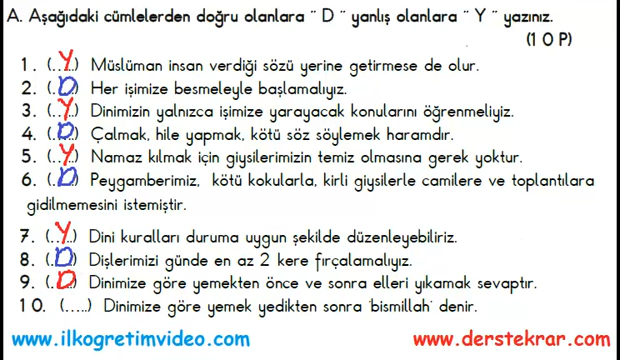 A. Aşağıdaki cümlelerden doğru olanlara ¨ D ¨ yanlış olanlara ¨ Y ¨ yazınız.
(1 0 P)
1 . (..Y..) Müslüman insan verdiği sözü yerine getirmese de olur.
2. (..D..) Her işimize besmeleyle başlamalıyız.
3. (..Y..) Dinimizin yalnızca işimize yarayacak konularını öğrenmeliyiz.
4. (..D..) Çalmak, hile yapmak, kötü söz söylemek haramdır.
5. (..Y..) Namaz kılmak için giysilerimizin temiz olmasına gerek yoktur.
6. (..D..) Peygamberimiz, kötü kokularla, kirli giysilerle camilere ve toplantılara
gidilmemesini istemiştir.
7. (..Y..) Dini kuralları duruma uygun şekilde düzenleyebiliriz.
8. (..D..) Dişlerimizi günde en az 2 kere fırçalamalıyız.
9. (..D..) Dinimize göre yemekten önce ve sonra elleri yıkamak sevaptır.
1 0. (.....) Dinimize göre yemek yedikten sonra 'bismillah' denir.
www.ilkogretimvideo.com
www.derstekrar.com